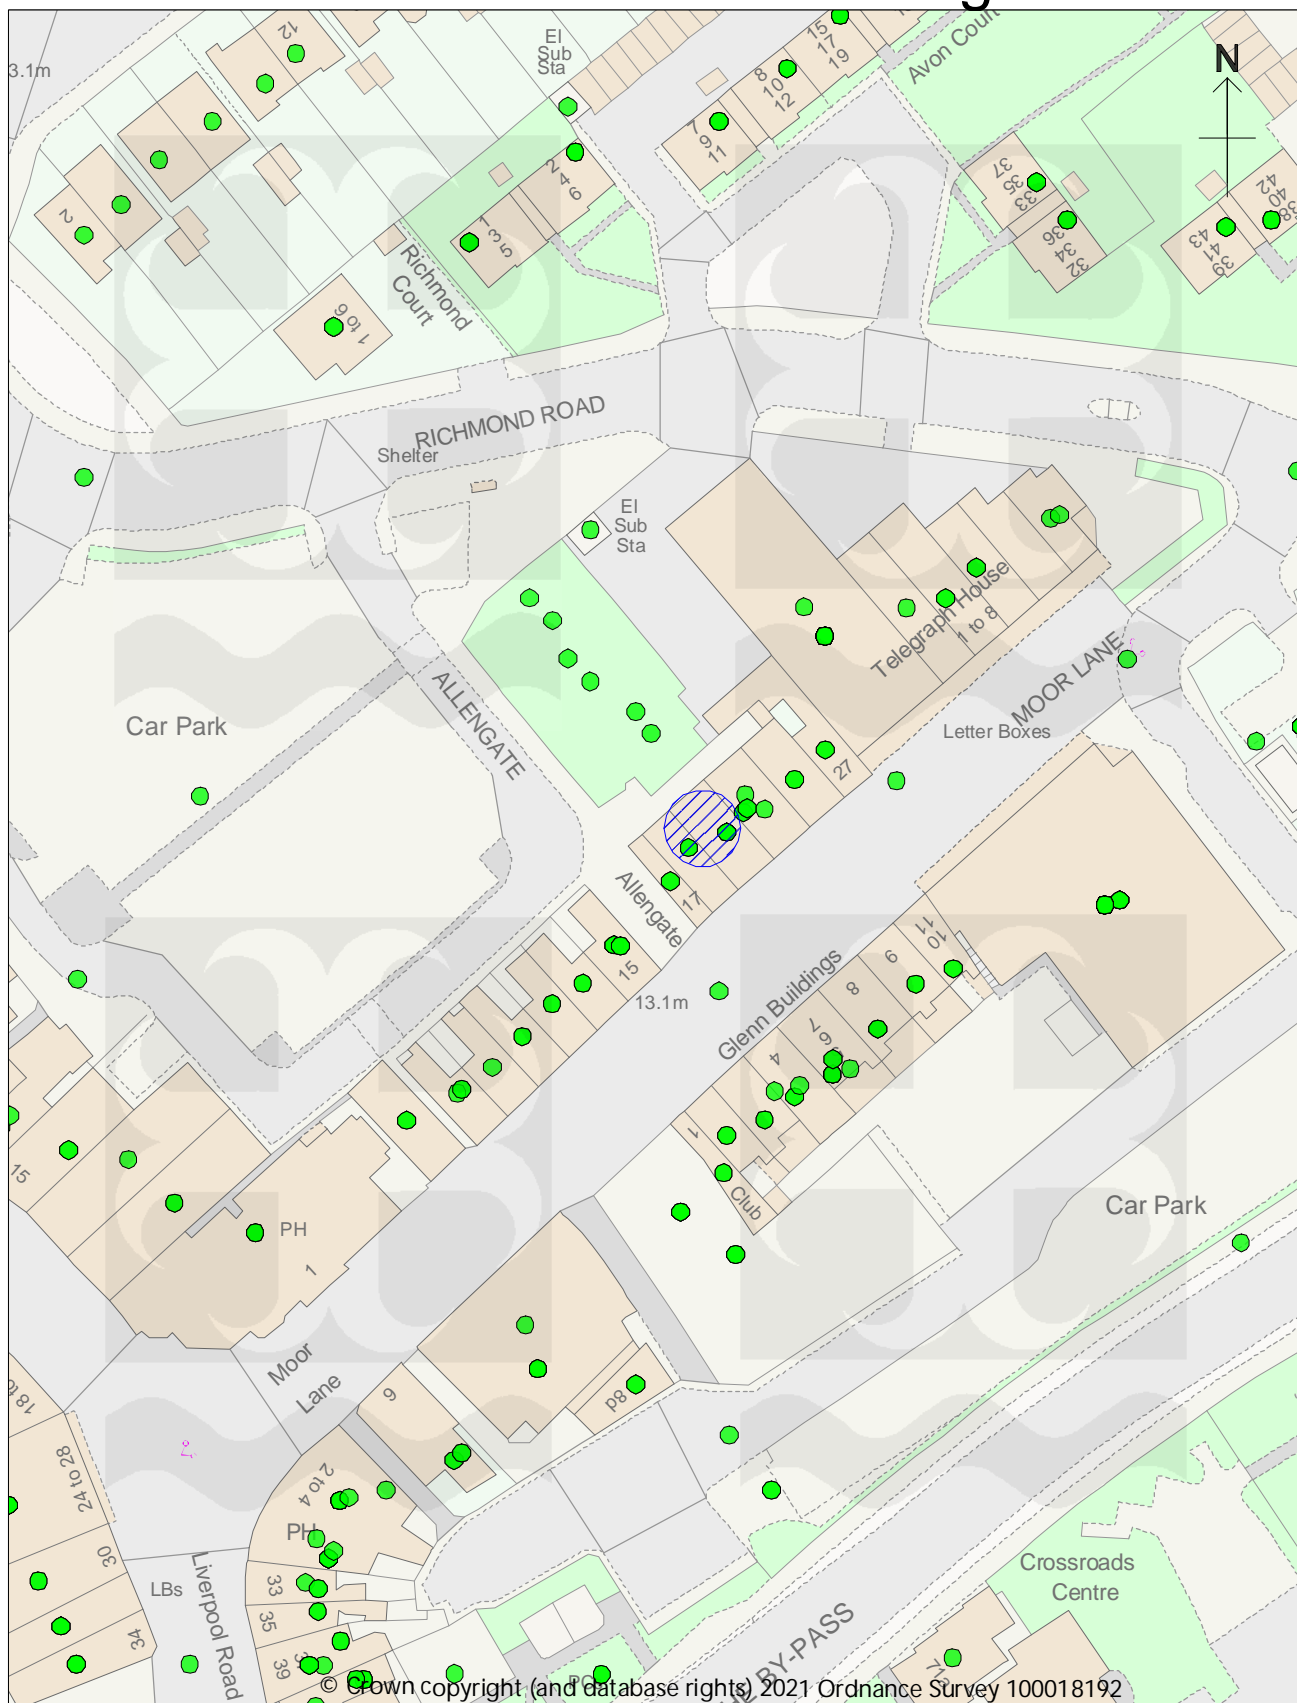 12
El
Sub
Sta
15
17
19
Avon Court
3.1m
8
10
12
N
7
9
11
37
35
33
42
40
38
2
2
4
6
1
3
5
36
34
32
43
41
39
Richmond
Court
1 to 6
RICHMOND ROAD
Shelter
El
Sub
Sta
Telegraph House
1 to 8
MOOR LANE
ALLENGATE
Car Park
Letter Boxes
27
Allengate
17
15
13.1m
Glenn Buildings
11
10
9
8
7
6
4
1
Club
15
PH
1
Car Park
Moor
Lane
6
8d
18 to
24 to 28
2 to 4
PH
30
33
LBs
Liverpool Road
35
34
39
Crossroads
Centre
BY-PASS
© Crown copyright (and database rights) 2021 Ordnance Survey 100018192